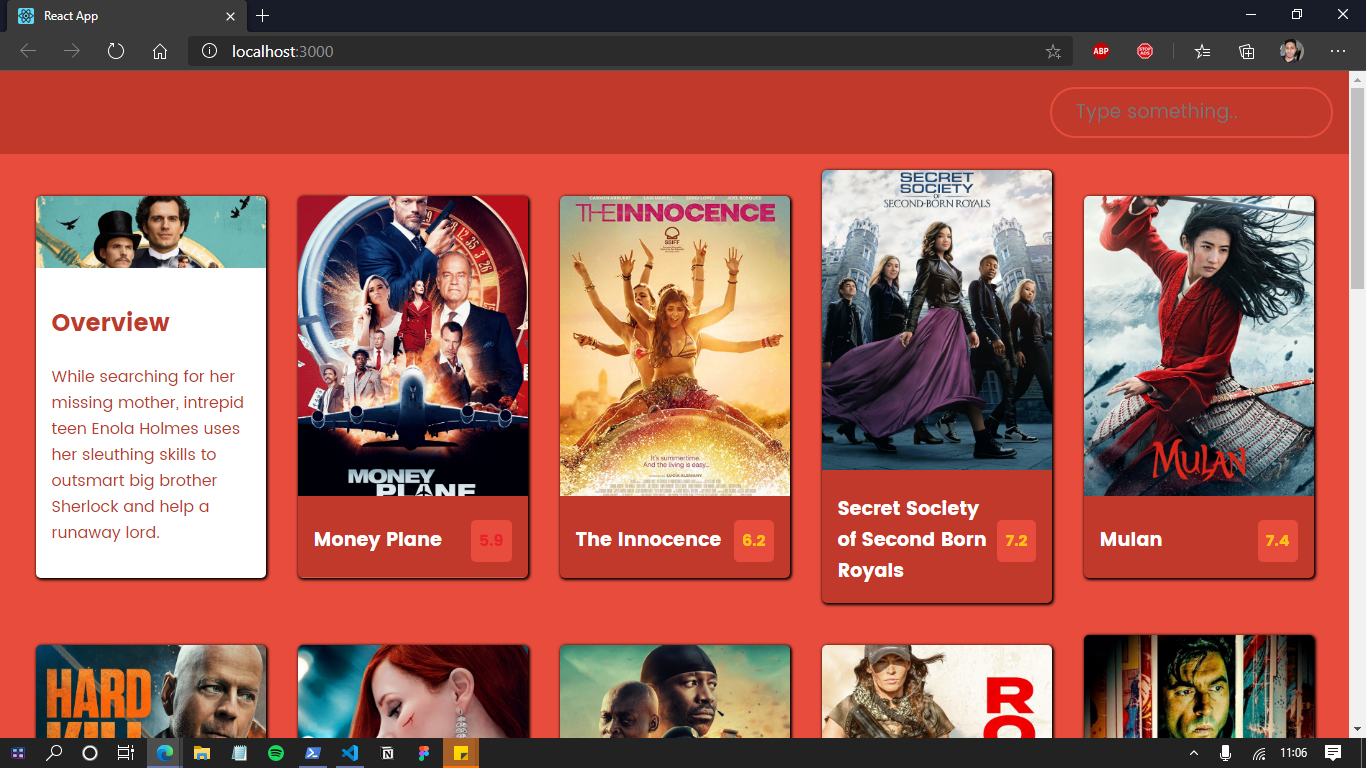 React App
localhost:3000
ABP
Type something..
Overview
While searching for her
missing mother, intrepid
teen Enola Holmes uses
her sleuthing skills to
outsmart big brother
Sherlock and help a
runaway lord.
MONEY
PLANE
Money Plane
5.9
THEINNOCENCE
SSIFF
It's summertime.
And the living is easy...
The Innocence
6.2
SECRET
SOCIETY
OF
SECOND-BORN ROYALS
Secret Society
of Second Born
Royals
7.2
MULAN
Mulan
7.4
HARD
KILL
R
O
11:06